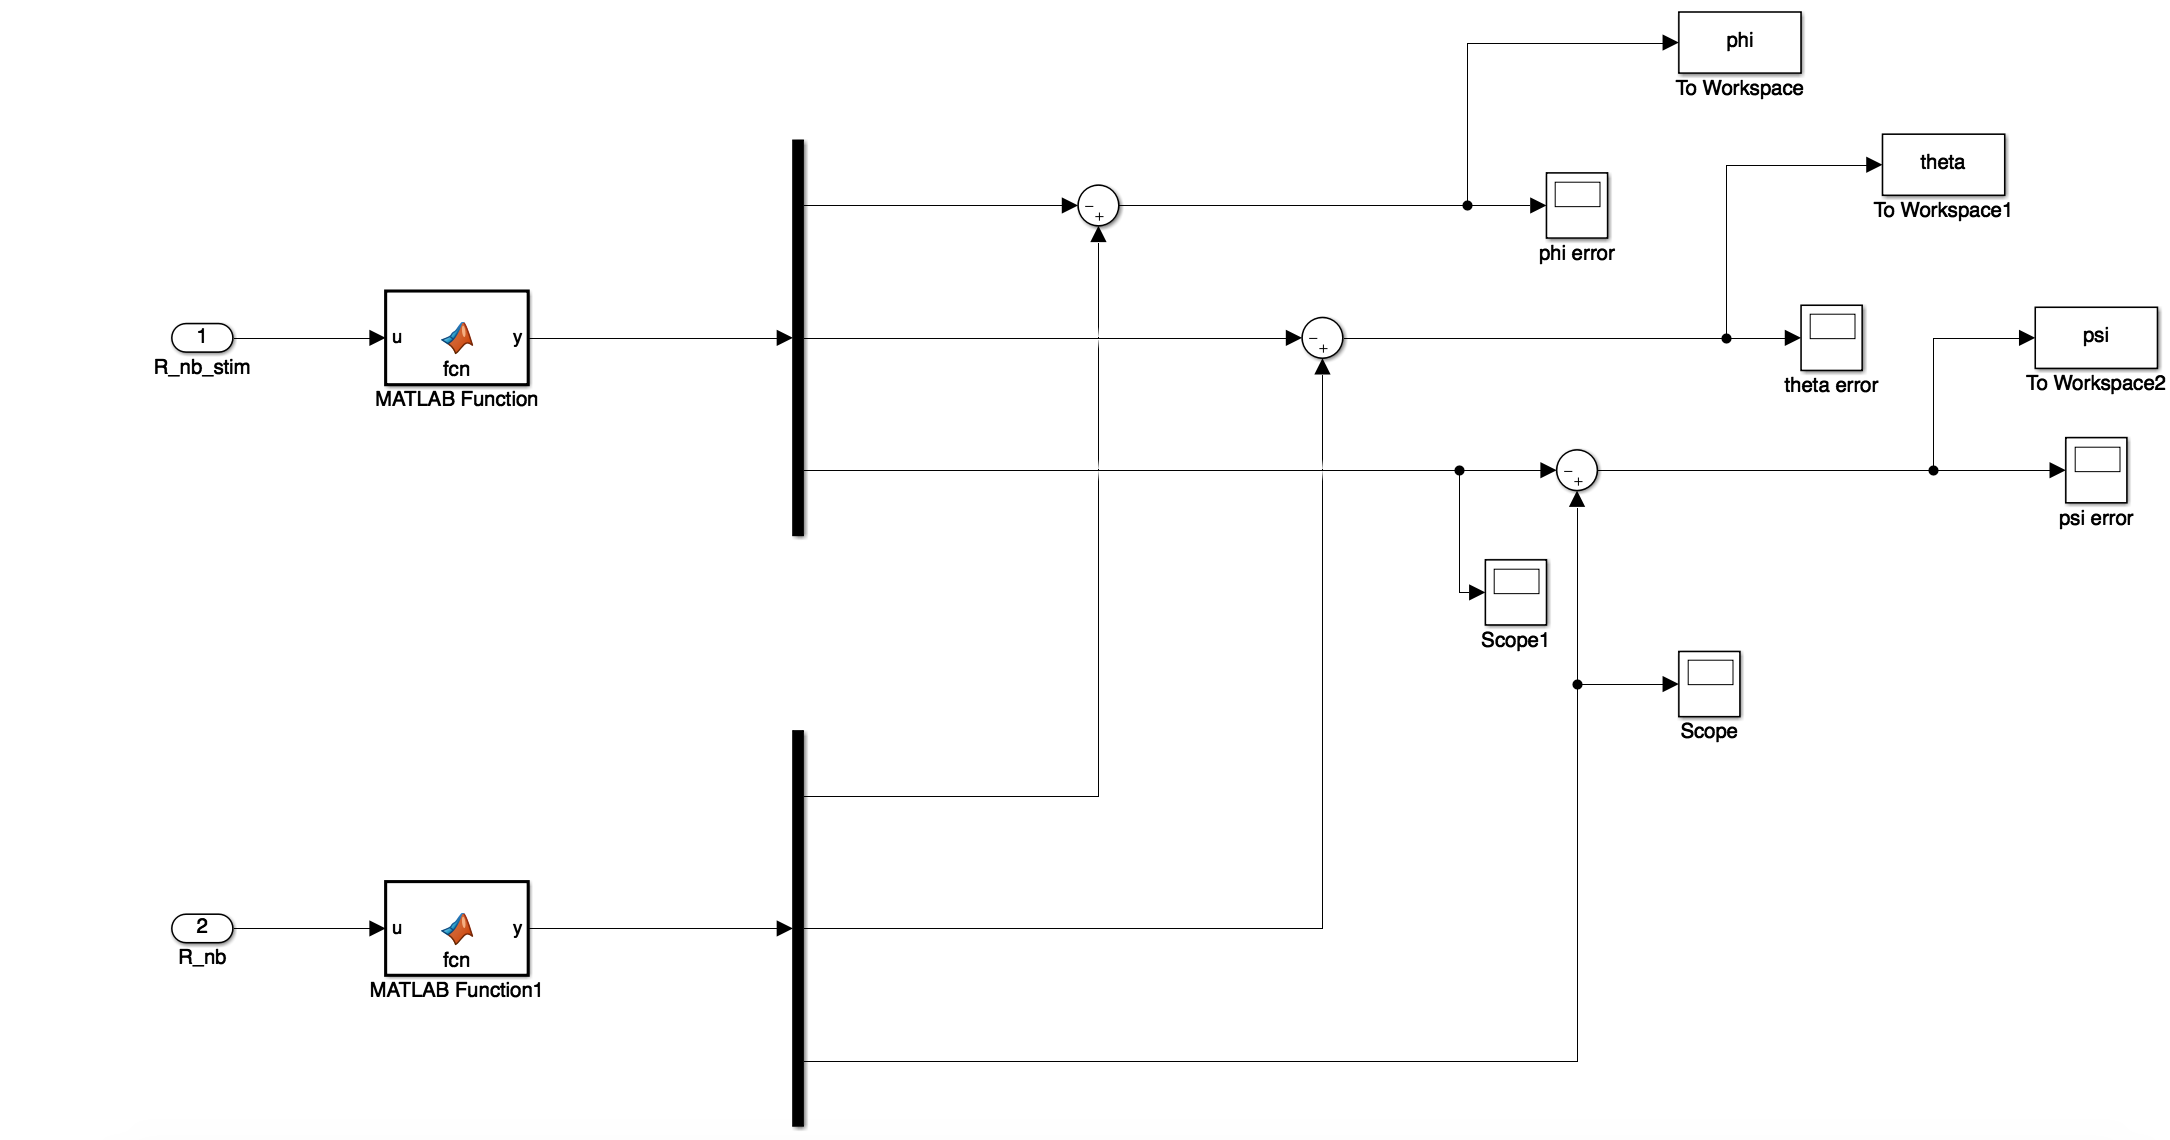 phi
To Workspace
theta
To Workspace1
−
+
phi error
1
R_nb_stim
u
y
fcn
MATLAB Function
−
+
theta error
psi
To Workspace2
−
+
psi error
Scope1
Scope
2
R_nb
u
y
fcn
MATLAB Function1